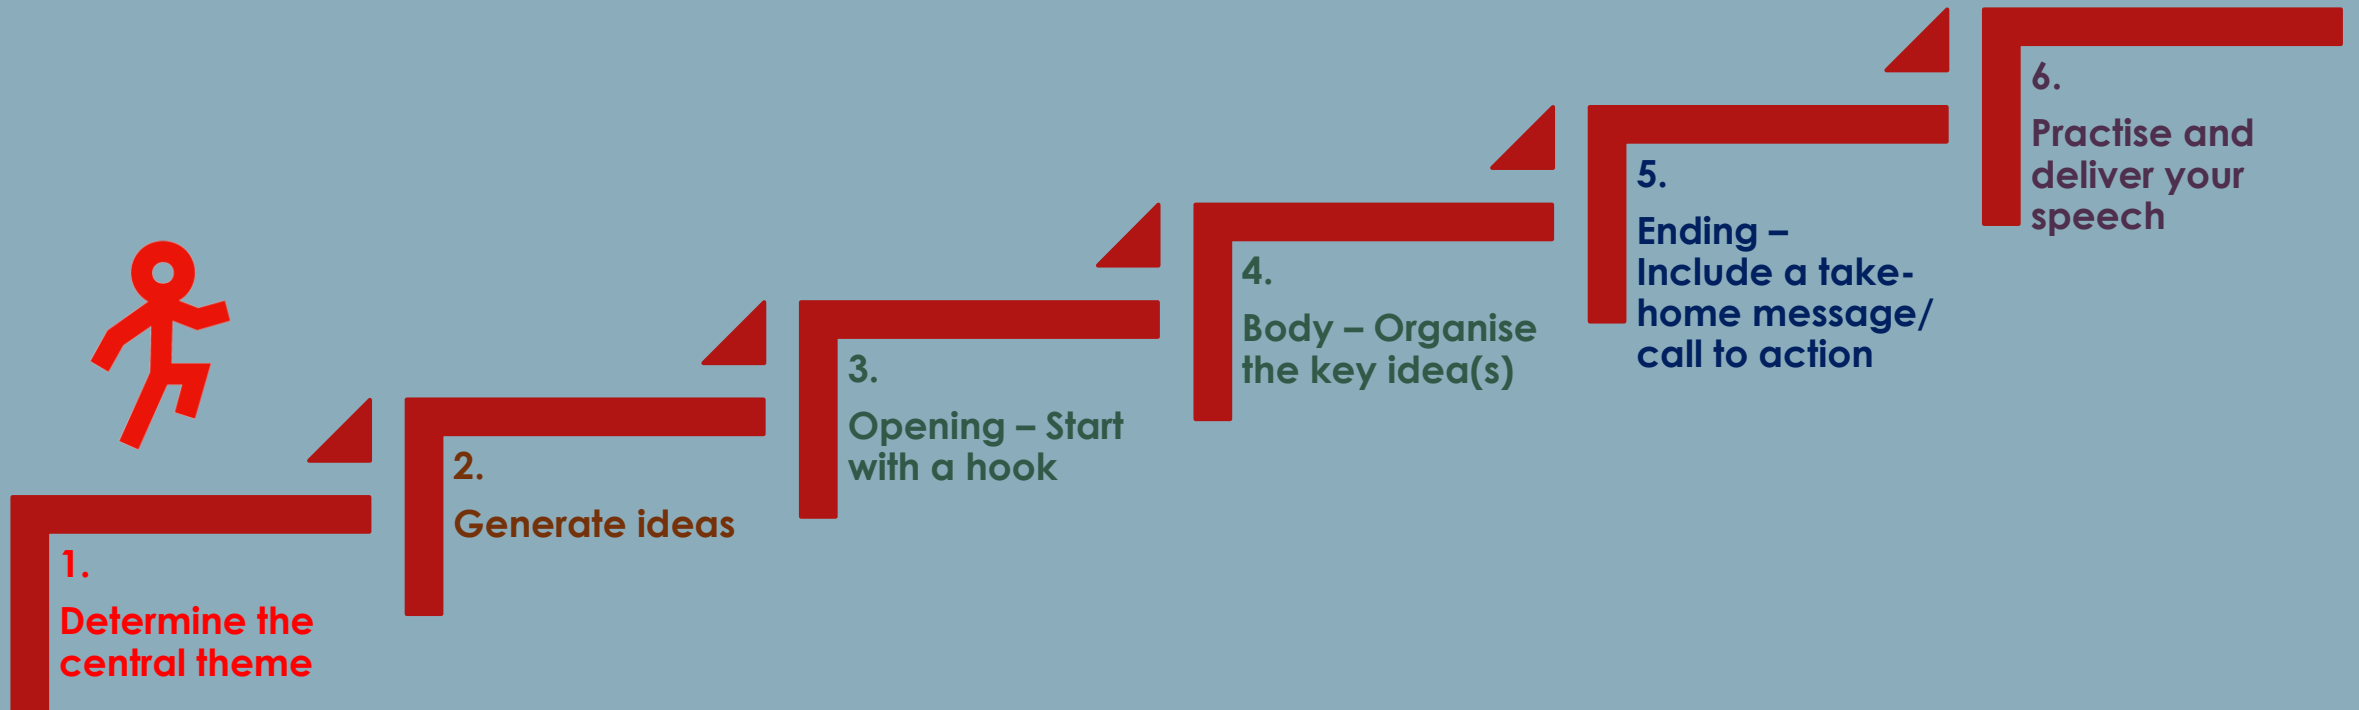 1.
Determine the
central theme
2.
Generate ideas
3.
Opening – Start
with a hook
4.
Body – Organise
the key idea(s)
5.
Ending –
Include a take-
home message/
call to action
6.
Practise and
deliver your
speech